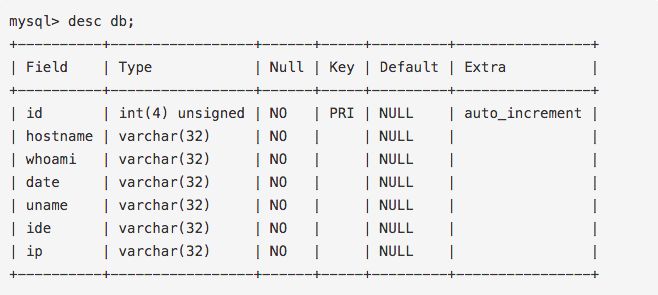 mysql> desc db;
+----------+-----------------+------+-----+---------+----------------+
| Field    | Type            | Null | Key | Default | Extra          |
+----------+-----------------+------+-----+---------+----------------+
| id       | int(4) unsigned | NO   | PRI | NULL    | auto_increment |
| hostname | varchar(32)     | NO   |     | NULL    |                |
| whoami   | varchar(32)     | NO   |     | NULL    |                |
| date     | varchar(32)     | NO   |     | NULL    |                |
| uname    | varchar(32)     | NO   |     | NULL    |                |
| ide      | varchar(32)     | NO   |     | NULL    |                |
| ip       | varchar(32)     | NO   |     | NULL    |                |
+----------+-----------------+------+-----+---------+----------------+